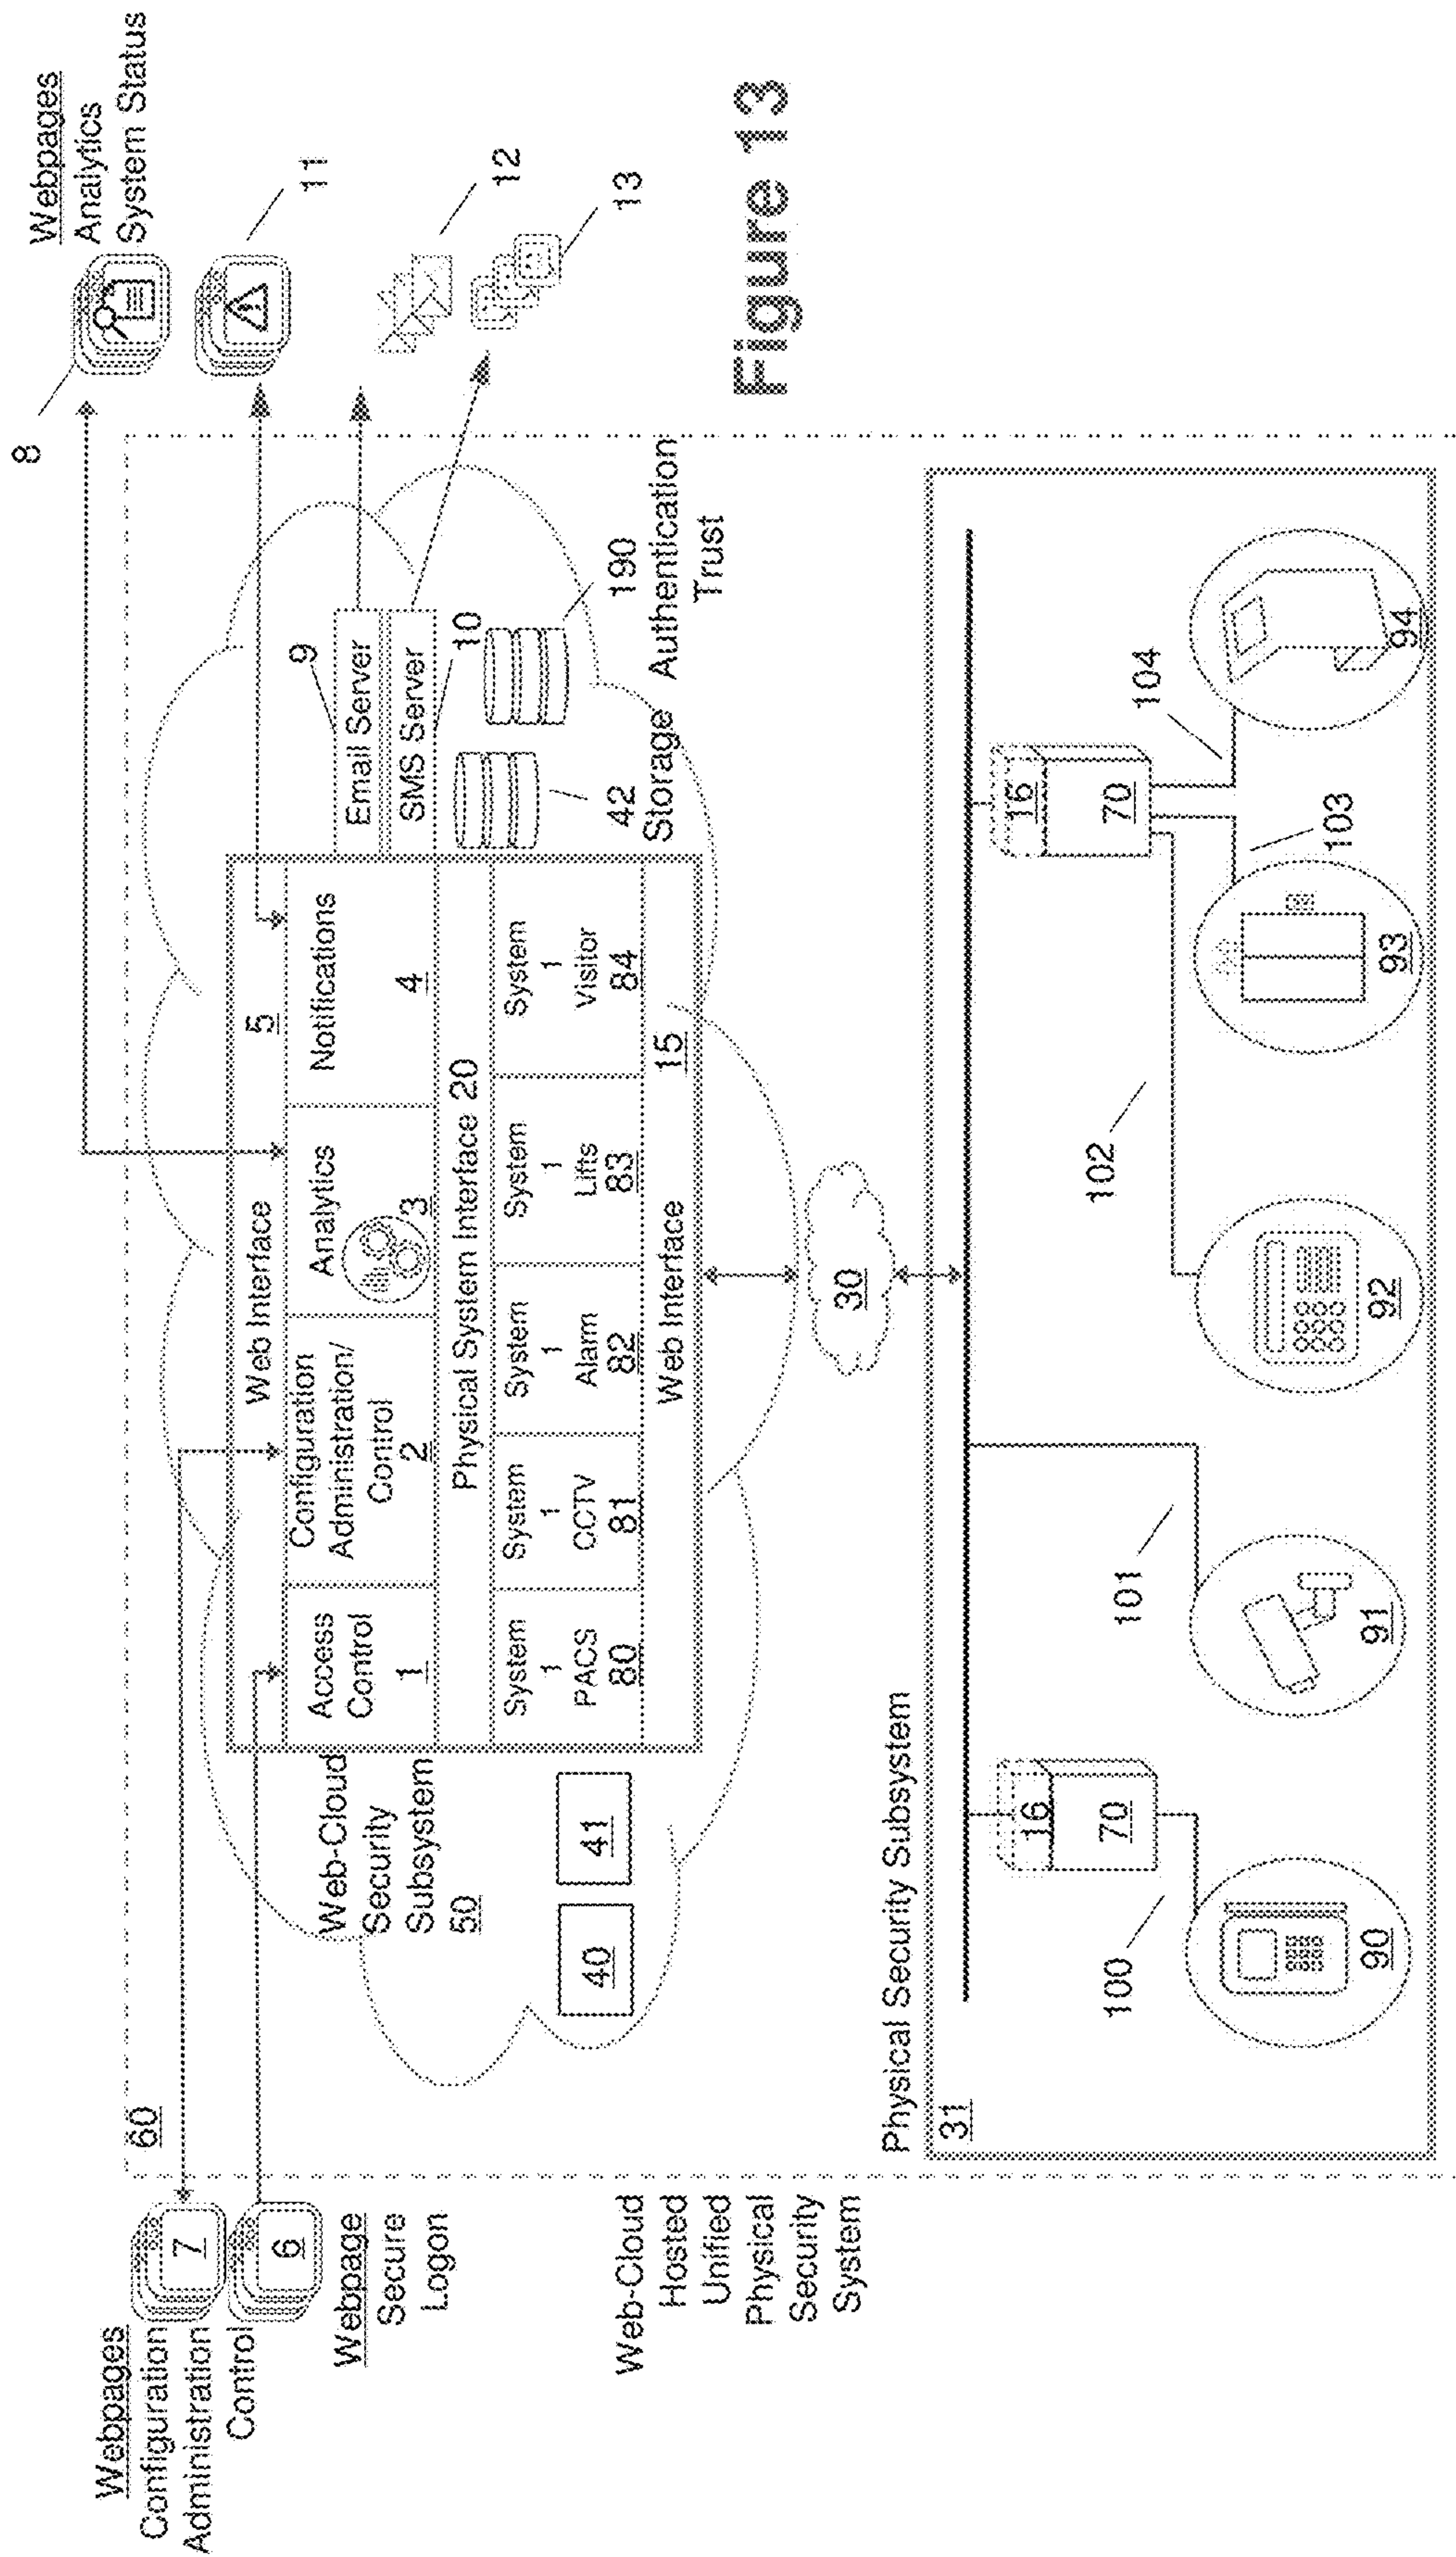 Webpages
Configuration
Administration
Control
7
6
Webpage
Secure
Logon
Web-Cloud
Hosted
Unified
Physical
Security
System
60
Web-Cloud
Security
Subsystem
50
40
41
Web Interface
5
Access
Control
1
Configuration
Administration/
Control
2
Analytics
3
Notifications
4
Physical System Interface 20
System
1
PACS
80
System
1
CCTV
81
System
1
Alarm
82
System
1
Lifts
83
System
1
Visitor
84
Web Interface
15
9
Email Server
SMS Server
10
42
Storage
190
Authentication
Trust
8
Webpages
Analytics
System Status
11
12
13
30
Physical Security Subsystem
31
16
70
100
90
101
91
102
92
16
70
103
93
104
94
Figure 13